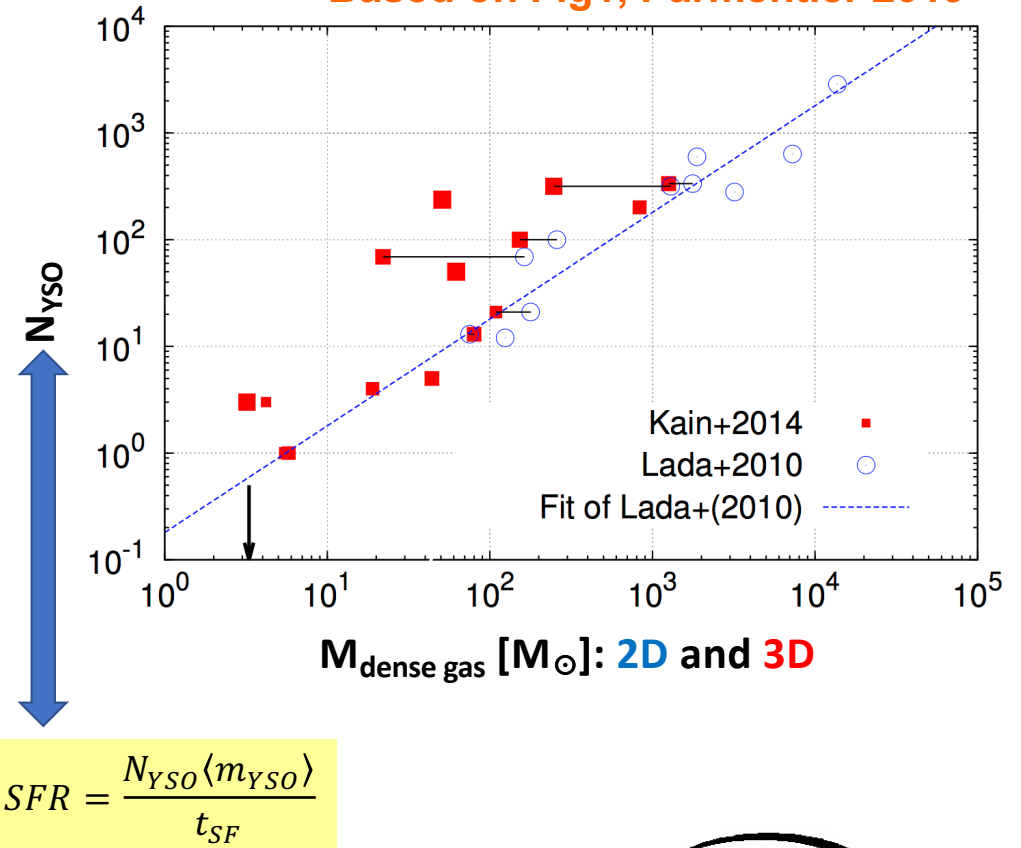 10^4
10^3
10^2
10^1
10^0
10^-1
N_YSO
Kain+2014
Lada+2010
Fit of Lada+(2010)
10^0 10^1 10^2 10^3 10^4 10^5
M_dense gas [M_⊙]: 2D and 3D
SFR = N_YSO⟨m_YSO⟩ / t_SF